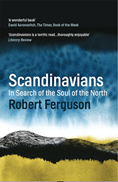 'A wonderful book'
David Aaronovitch, The Times, Book of the Week
'Scandinavians is a terrific read...thoroughly enjoyable'
Literary Review
Scandinavians
In Search of the Soul of the North
Robert Ferguson